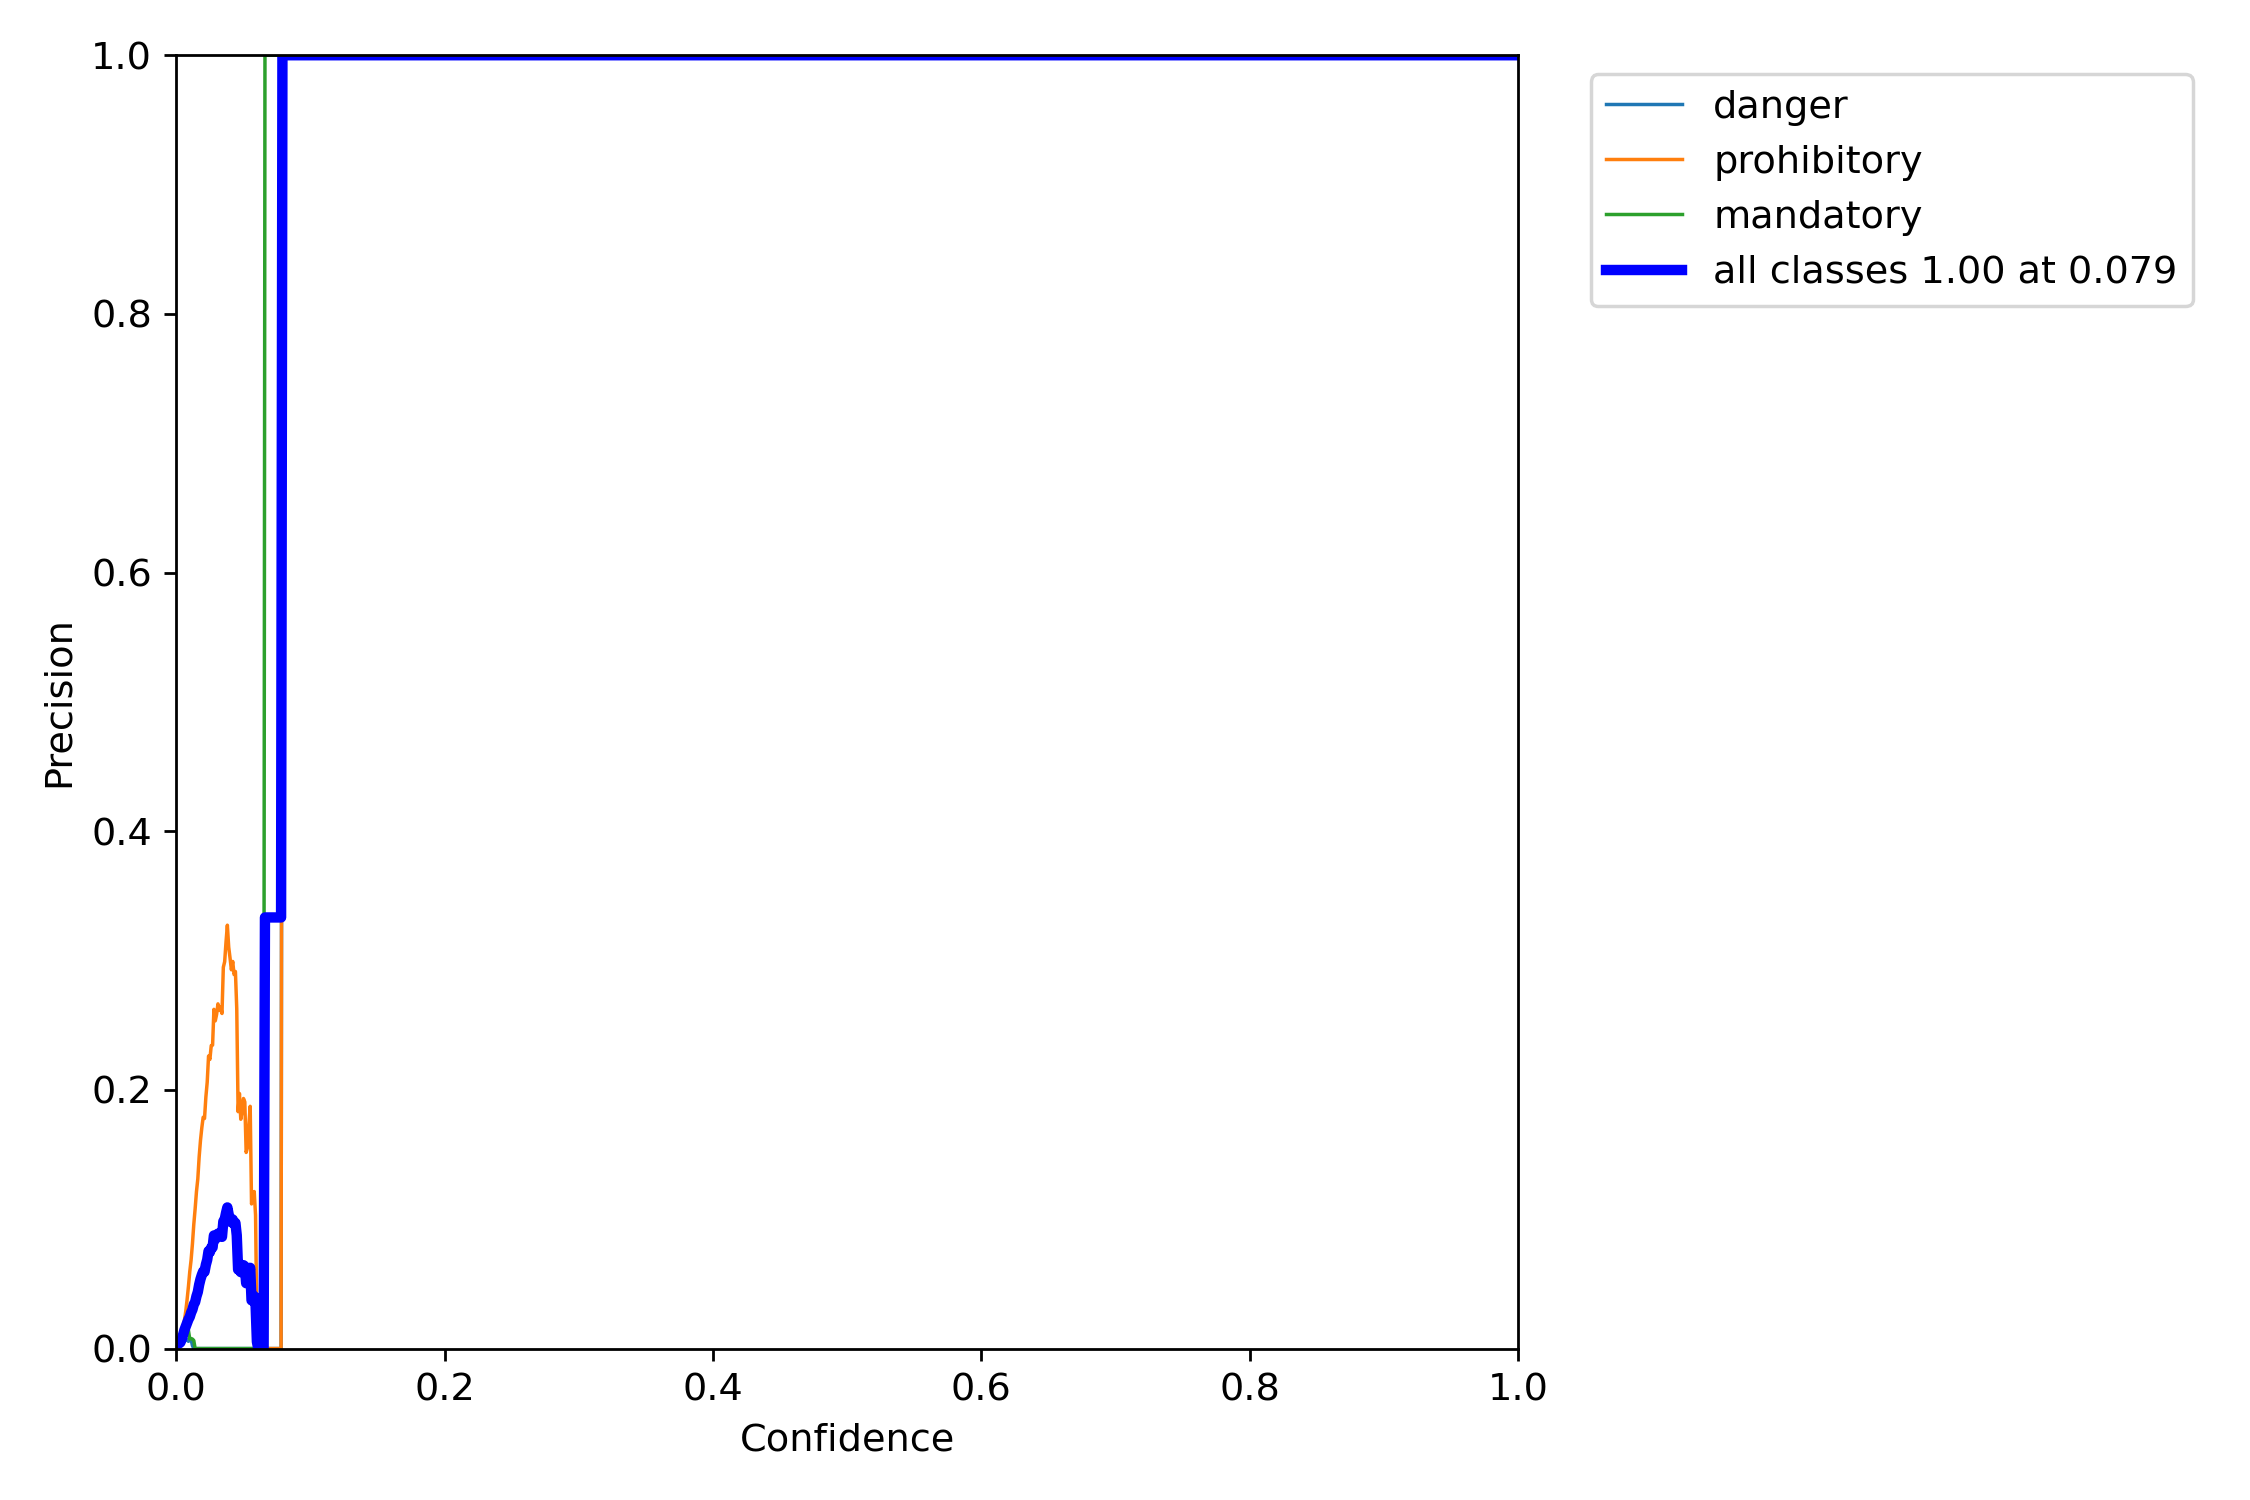 1.0
0.8
0.6
0.4
0.2
0.0
Precision
0.0 0.2 0.4 0.6 0.8 1.0
Confidence
danger
prohibitory
mandatory
all classes 1.00 at 0.079